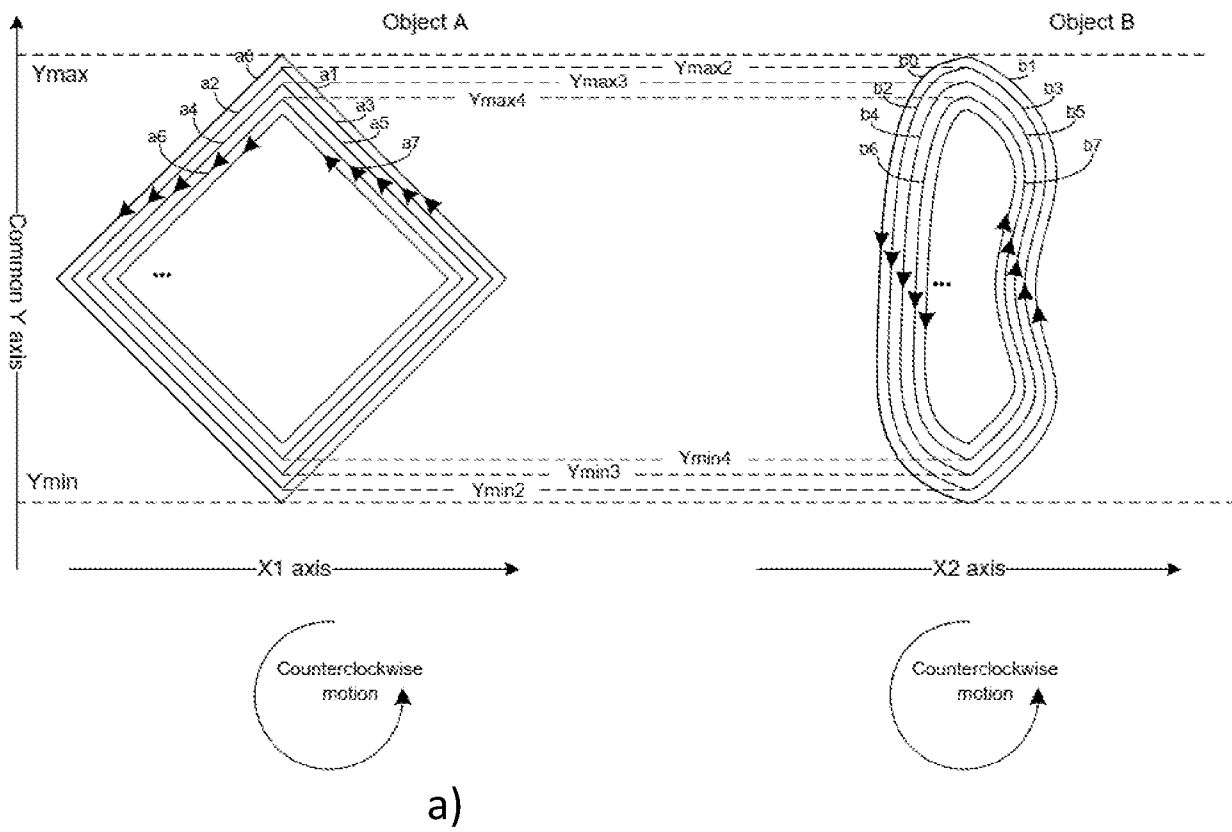 Object A
Object B
Ymax
a0
a1
a2
a3
a4
a5
a6
a7
Ymax2
Ymax3
Ymax4
b0
b1
b2
b3
b4
b5
b6
b7
...
...
Common Y axis
Ymin
Ymin4
Ymin3
Ymin2
X1 axis
X2 axis
Counterclockwise
motion
Counterclockwise
motion
a)